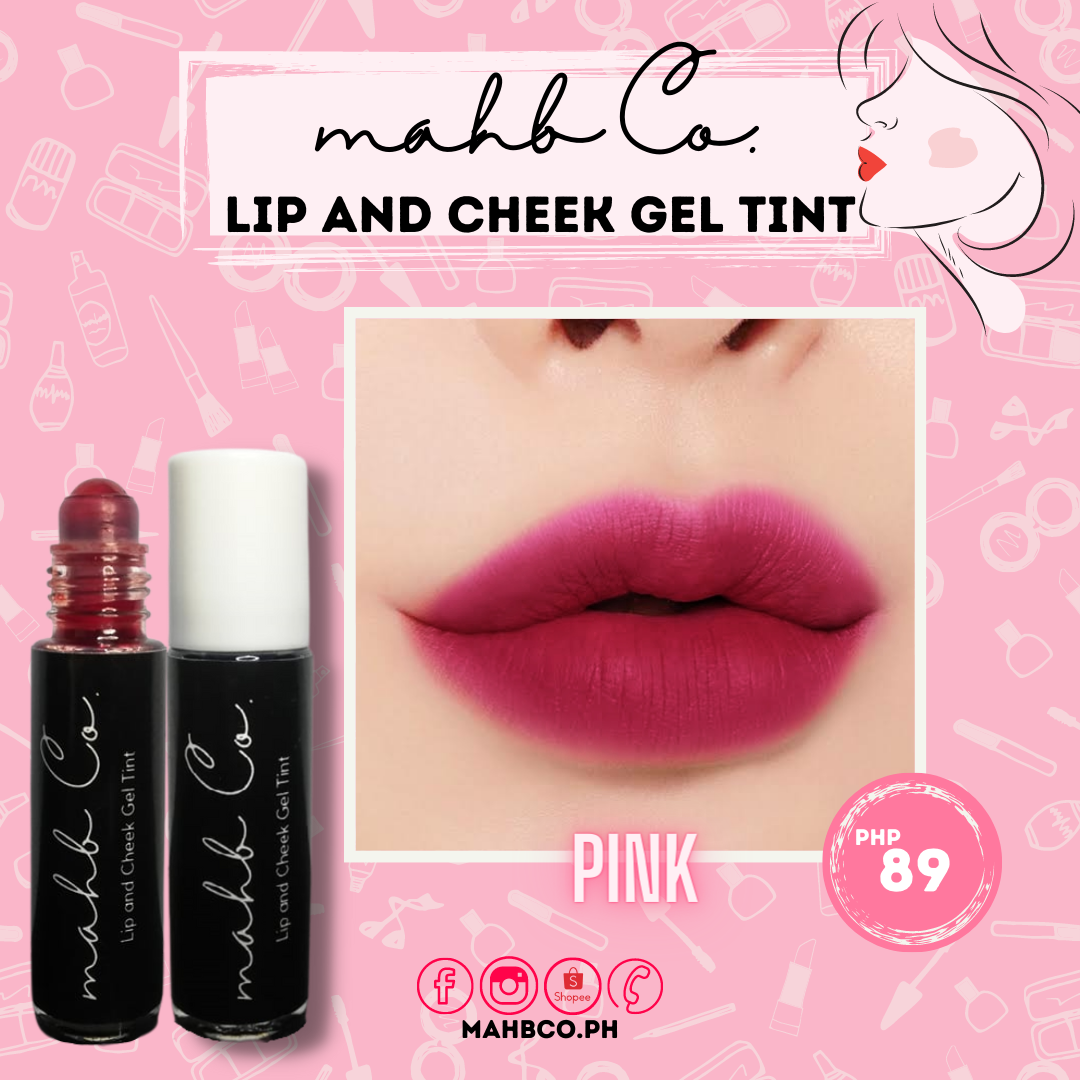 mahb Co.
LIP AND CHEEK GEL TINT
mahb Co.
Lip and Cheek Gel Tint
mahb Co.
Lip and Cheek Gel Tint
PINK
PHP
89
S
Shopee
MAHBCO.PH